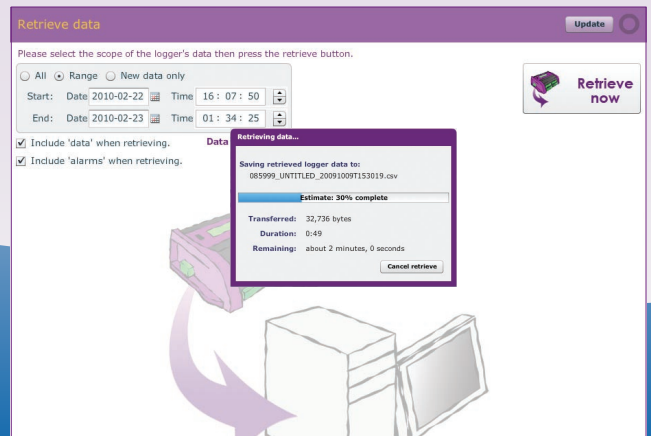 Retrieve data
Update
Please select the scope of the logger's data then press the retrieve button.
All Range New data only
Start: Date 2010-02-22 Time 16 : 07 : 50
End: Date 2010-02-23 Time 01 : 34 : 25
Retrieve
now
Include 'data' when retrieving. Data
Include 'alarms' when retrieving.
Retrieving data...
Saving retrieved logger data to:
085999_UNTITLED_20091009T153019.csv
Estimate: 30% complete
Transferred: 32,736 bytes
Duration: 0:49
Remaining: about 2 minutes, 0 seconds
Cancel retrieve